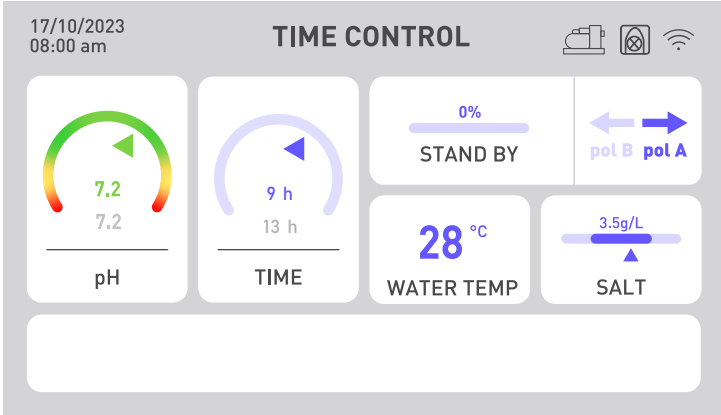 17/10/2023
08:00 am
TIME CONTROL
7.2
7.2
pH
9 h
13 h
TIME
0%
STAND BY
pol B pol A
28 °C
WATER TEMP
3.5g/L
SALT